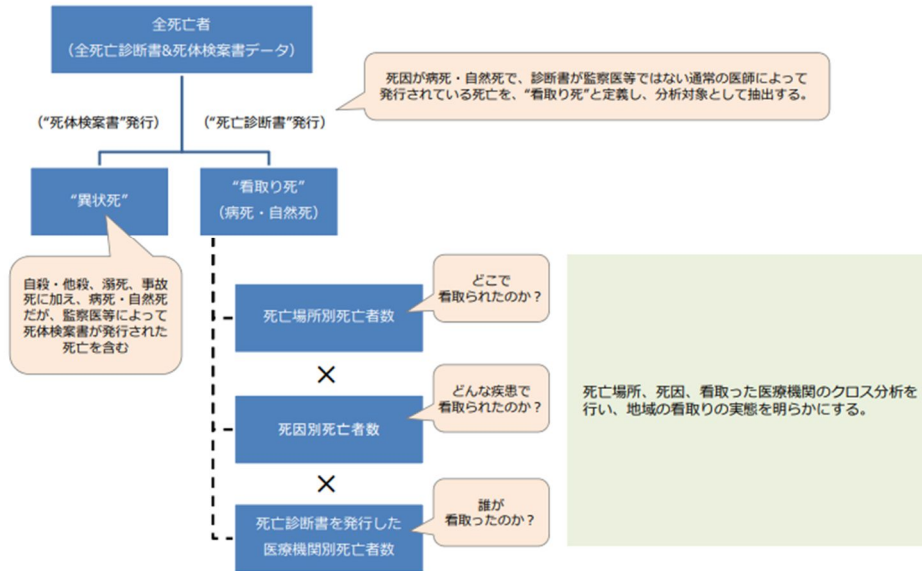 全死亡者
(全死亡診断書&死体検案書データ)
死因が病死・自然死で、診断書が監察医等ではない通常の医師によって
発行されている死亡を、“看取り死”と定義し、分析対象として抽出する。
(“死体検案書”発行)
(“死亡診断書”発行)
“異状死”
“看取り死”
(病死・自然死)
自殺・他殺、溺死、事故
死に加え、病死・自然死
だが、監察医等によって
死体検案書が発行された
死亡を含む
どこで
看取られたのか?
死亡場所別死亡者数
×
どんな疾患で
看取られたのか?
死因別死亡者数
×
誰が
看取ったのか?
死亡診断書を発行した
医療機関別死亡者数
死亡場所、死因、看取った医療機関のクロス分析を
行い、地域の看取りの実態を明らかにする。